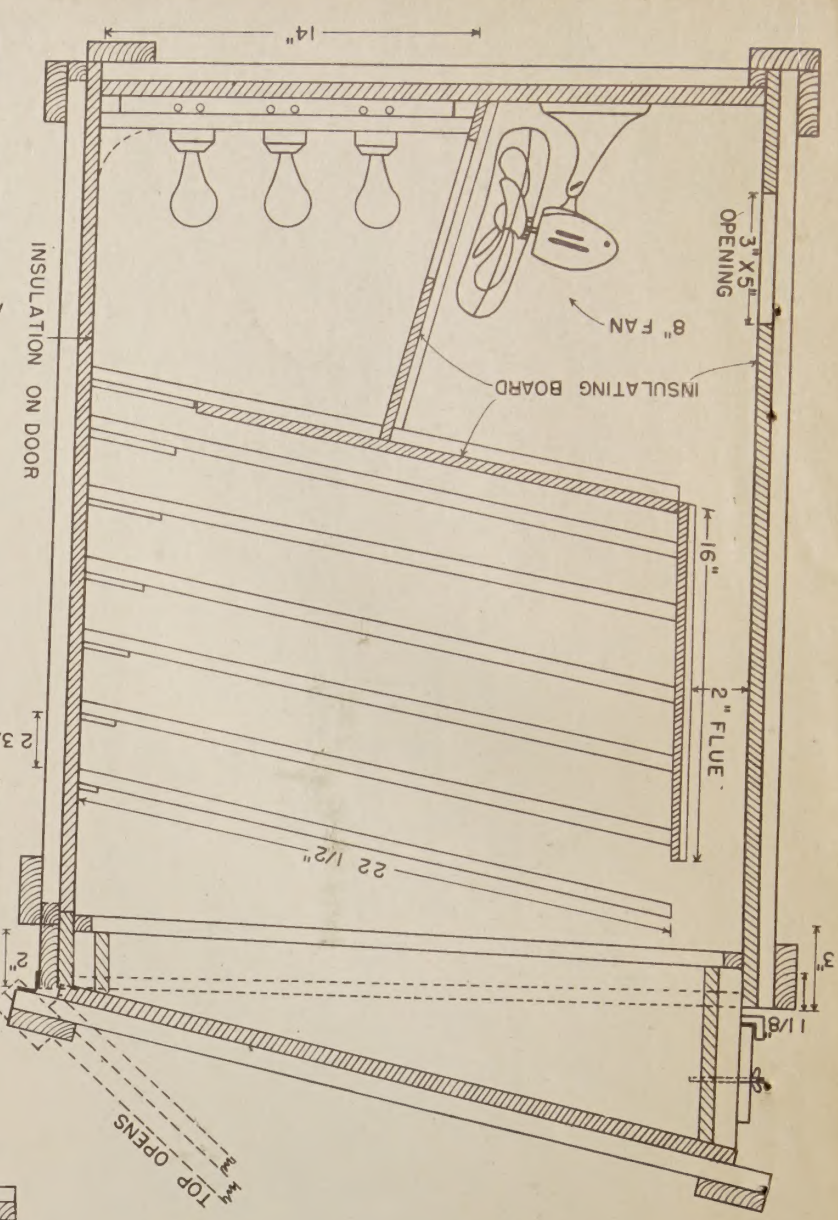 14"
3" X 5"
OPENING
8" FAN
INSULATION ON DOOR
INSULATING BOARD
16"
2" FLUE
22 1/2"
2"
3"
1 1/8"
TOP OPENS